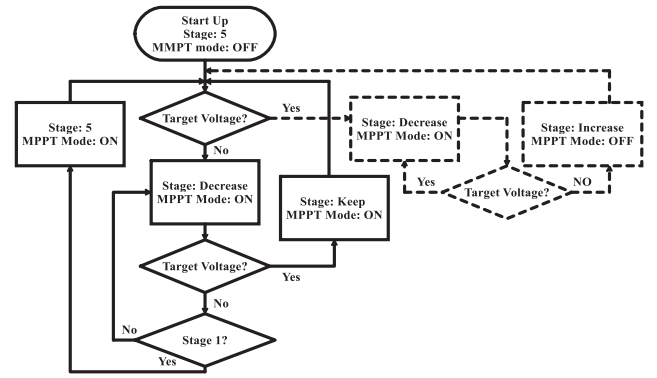 Start Up
Stage: 5
MMPT mode: OFF
Target Voltage?
Yes
No
Stage: 5
MPPT Mode: ON
Stage: Decrease
MPPT Mode: ON
Stage: Keep
MPPT Mode: ON
Target Voltage?
Yes
No
Stage 1?
No
Yes
Stage: Decrease
MPPT Mode: ON
Stage: Increase
MPPT Mode: OFF
Target Voltage?
Yes
NO